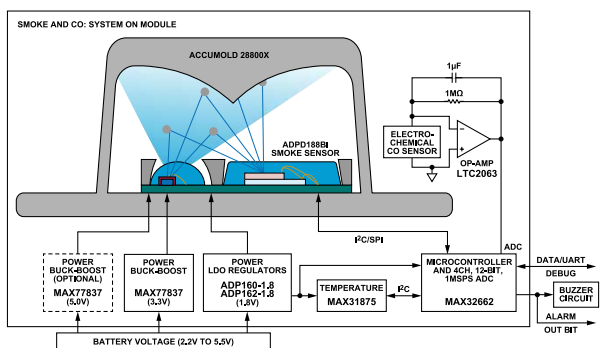 SMOKE AND CO: SYSTEM ON MODULE
ACCUMOLD 28800X
1µF
1MΩ
ADPD188BI
SMOKE SENSOR
ELECTRO-
CHEMICAL
CO SENSOR
−
+
OP-AMP
LTC2063
I²C/SPI
ADC
POWER
BUCK-BOOST
(OPTIONAL)
MAX77837
(5.0V)
POWER
BUCK-BOOST
MAX77837
(3.3V)
POWER
LDO REGULATORS
ADP160-1.8
ADP162-1.8
(1.8V)
TEMPERATURE
MAX31875
I²C
MICROCONTROLLER
AND 4CH, 12-BIT,
1MSPS ADC
MAX32662
DATA/UART
DEBUG
BUZZER
CIRCUIT
ALARM
OUT BIT
BATTERY VOLTAGE (2.2V TO 5.5V)